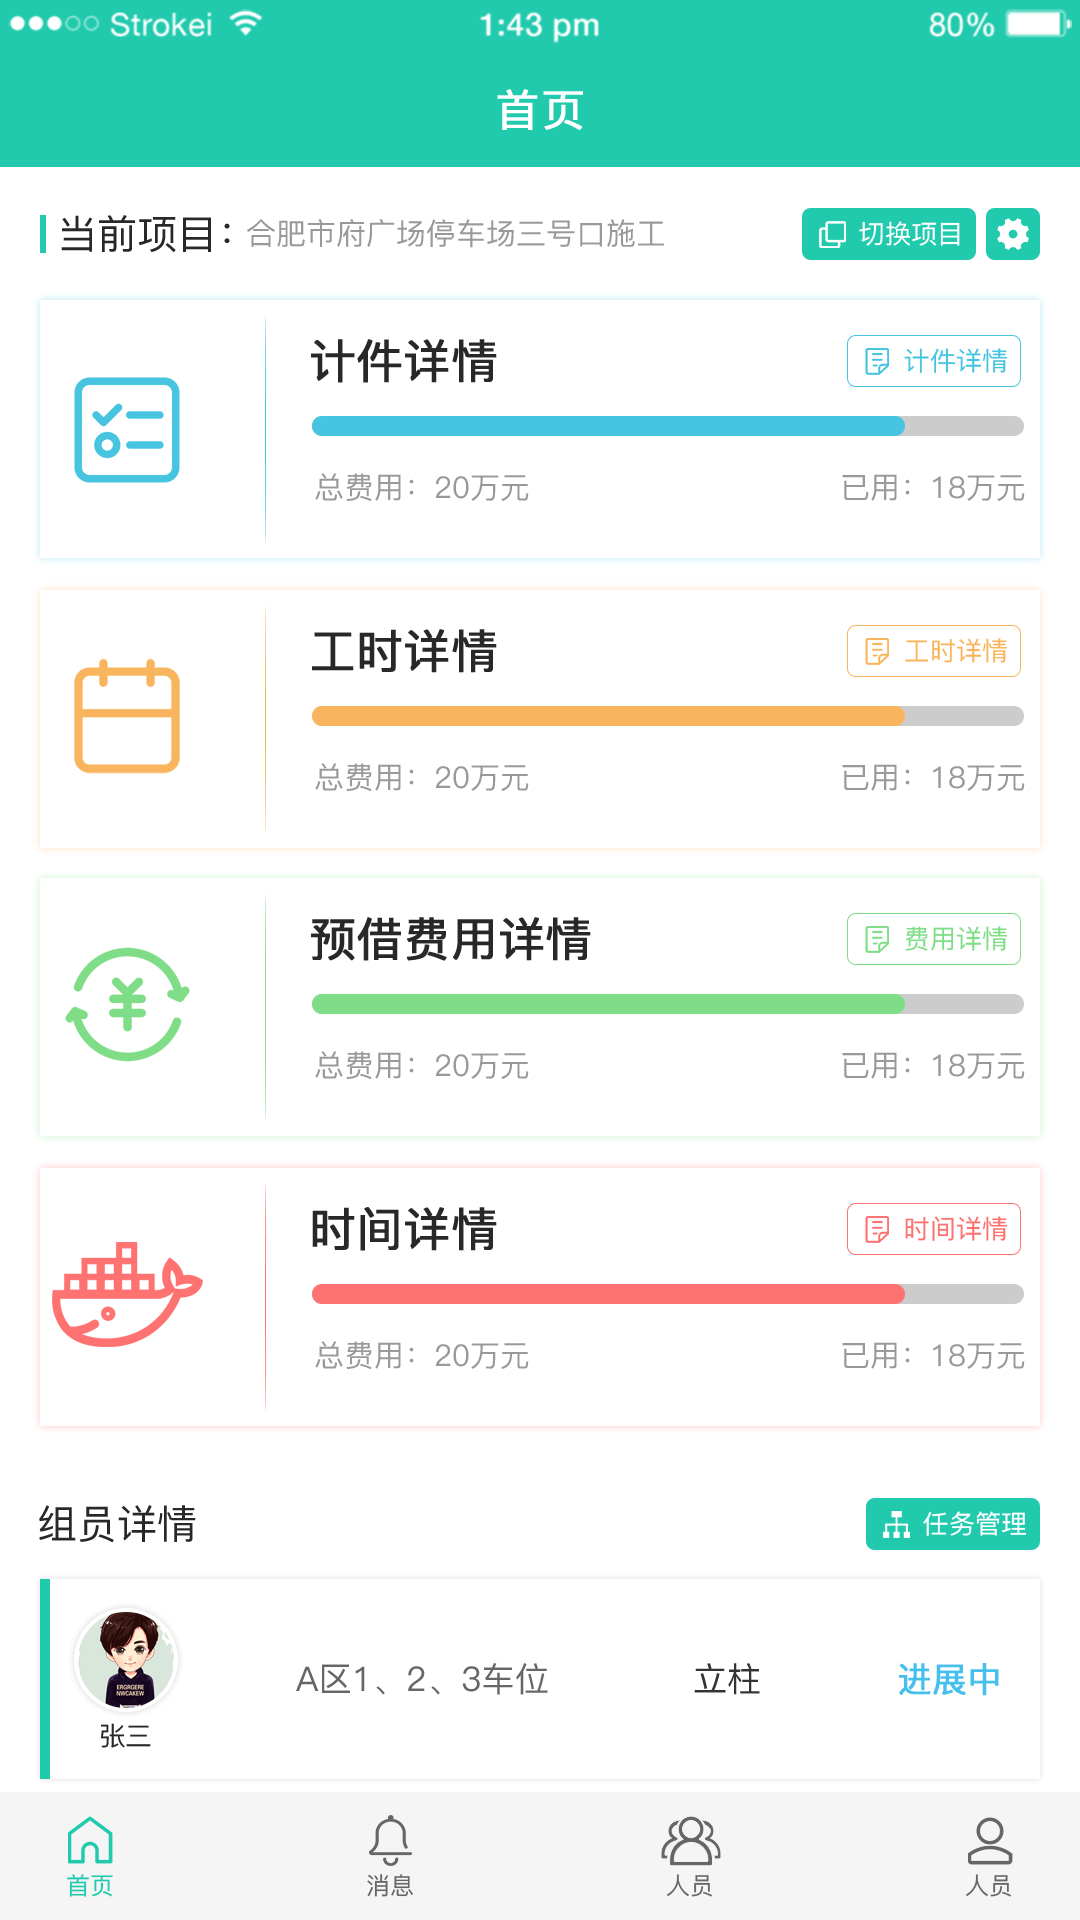 Strokei 1:43 pm 80%
首页
当前项目：合肥市府广场停车场三号口施工 切换项目
计件详情 计件详情
总费用：20万元 已用：18万元
工时详情 工时详情
总费用：20万元 已用：18万元
预借费用详情 费用详情
总费用：20万元 已用：18万元
时间详情 时间详情
总费用：20万元 已用：18万元
组员详情 任务管理
ERGRGERE
NWCAKEW
A区1、2、3车位 立柱 进展中
张三
首页 消息 人员 人员